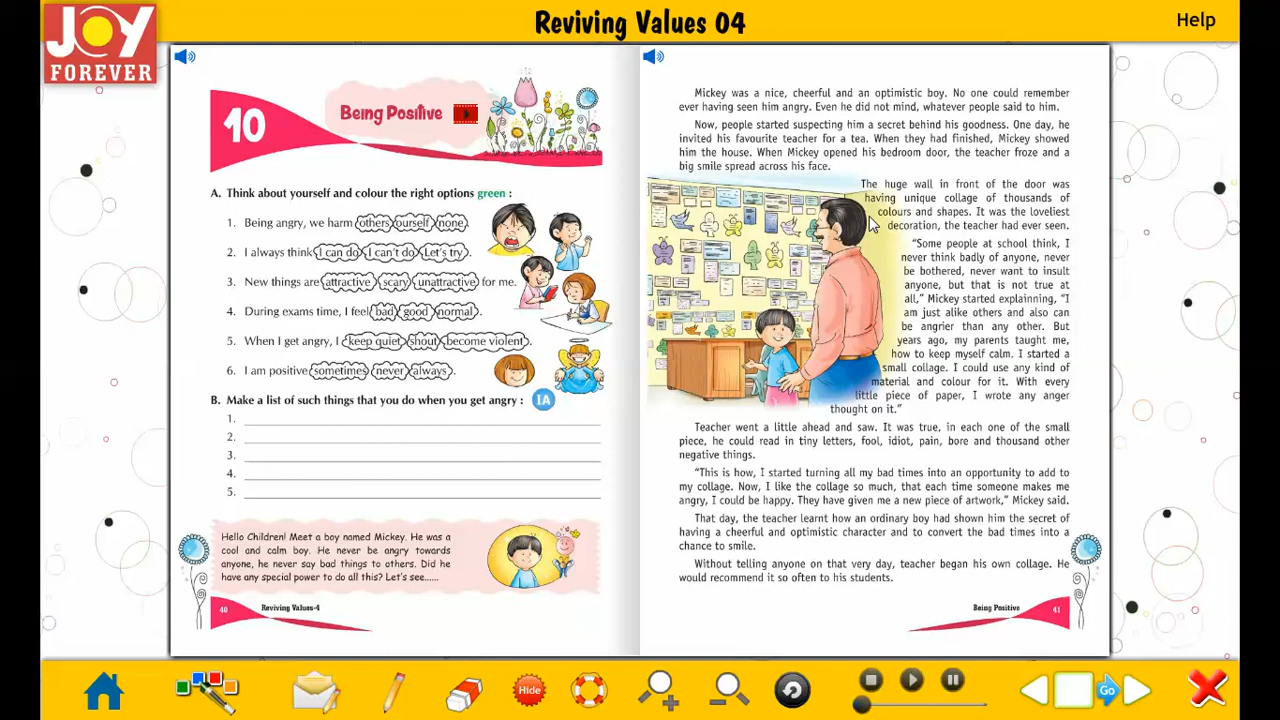 Reviving Values 04
Help
JOY
FOREVER
10
Being Positive
A. Think about yourself and colour the right options green :
1. Being angry, we harm others ourself none.
2. I always think I can do I can't do Let's try.
3. New things are attractive scary unattractive for me.
4. During exams time, I feel bad good normal.
5. When I get angry, I keep quiet shout become violent.
6. I am positive sometimes never always.
B. Make a list of such things that you do when you get angry : 1A
1.
2.
3.
4.
5.
Hello Children! Meet a boy named Mickey. He was a
cool and calm boy. He never be angry towards
anyone, he never say bad things to others. Did he
have any special power to do all this? Let's see......
40 Reviving Values-4
Mickey was a nice, cheerful and an optimistic boy. No one could remember
ever having seen him angry. Even he did not mind, whatever people said to him.
Now, people started suspecting him a secret behind his goodness. One day, he
invited his favourite teacher for a tea. When they had finished, Mickey showed
him the house. When Mickey opened his bedroom door, the teacher froze and a
big smile spread across his face.
The huge wall in front of the door was
having unique collage of thousands of
colours and shapes. It was the loveliest
decoration, the teacher had ever seen.
"Some people at school think, I
never think badly of anyone, never
be bothered, never want to insult
anyone, but that is not true at
all," Mickey started explainning, "I
am just alike others and also can
be angrier than any other. But
years ago, my parents taught me,
how to keep myself calm. I started a
small collage. I could use any kind of
material and colour for it. With every
little piece of paper, I wrote any anger
thought on it."
Teacher went a little ahead and saw. It was true, in each one of the small
piece, he could read in tiny letters, fool, idiot, pain, bore and thousand other
negative things.
"This is how, I started turning all my bad times into an opportunity to add to
my collage. Now, I like the collage so much, that each time someone makes me
angry, I could be happy. They have given me a new piece of artwork," Mickey said.
That day, the teacher learnt how an ordinary boy had shown him the secret of
having a cheerful and optimistic character and to convert the bad times into a
chance to smile.
Without telling anyone on that very day, teacher began his own collage. He
would recommend it so often to his students.
Being Positive 41
Hide
Go